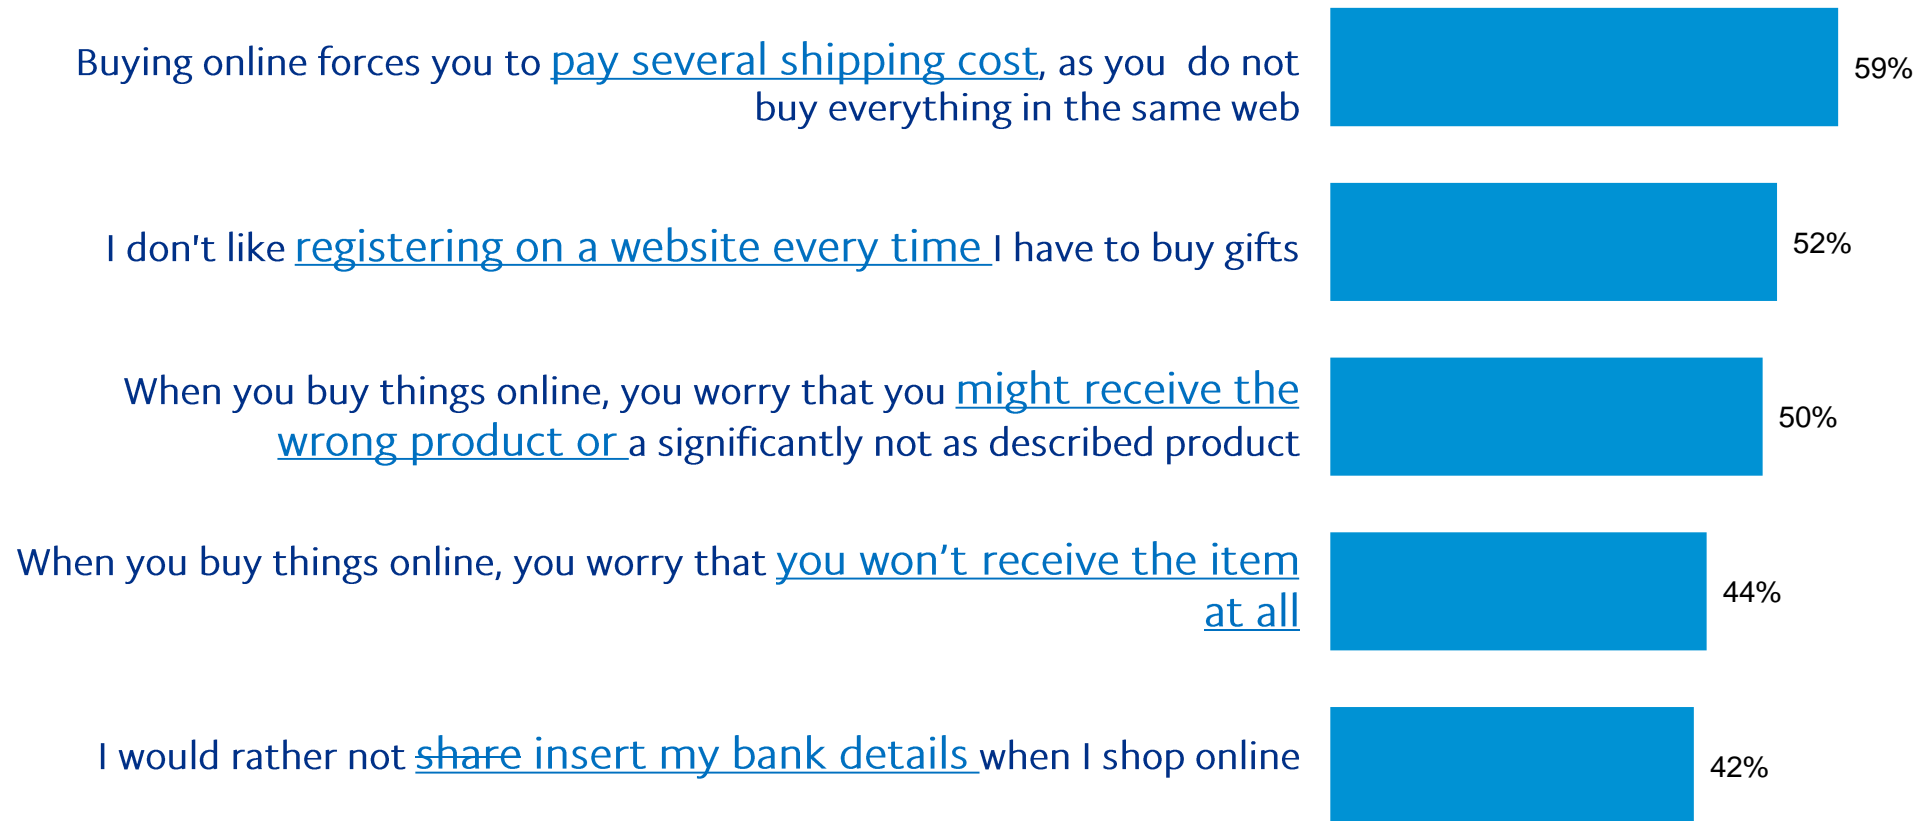 Buying online forces you to pay several shipping cost, as you  do not
buy everything in the same web
59%
I don't like registering on a website every time I have to buy gifts
52%
When you buy things online, you worry that you might receive the
wrong product or a significantly not as described product
50%
When you buy things online, you worry that you won’t receive the item
at all
44%
I would rather not share insert my bank details when I shop online
42%